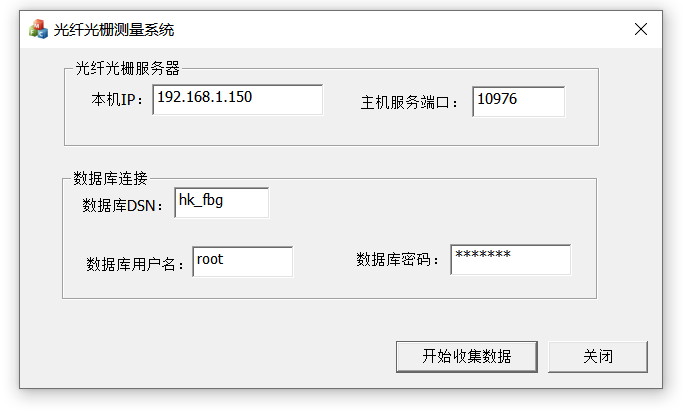 光纤光栅测量系统
光纤光栅服务器
本机IP： 192.168.1.150 主机服务端口： 10976
数据库连接
数据库DSN： hk_fbg
数据库用户名： root 数据库密码： *******
开始收集数据 关闭